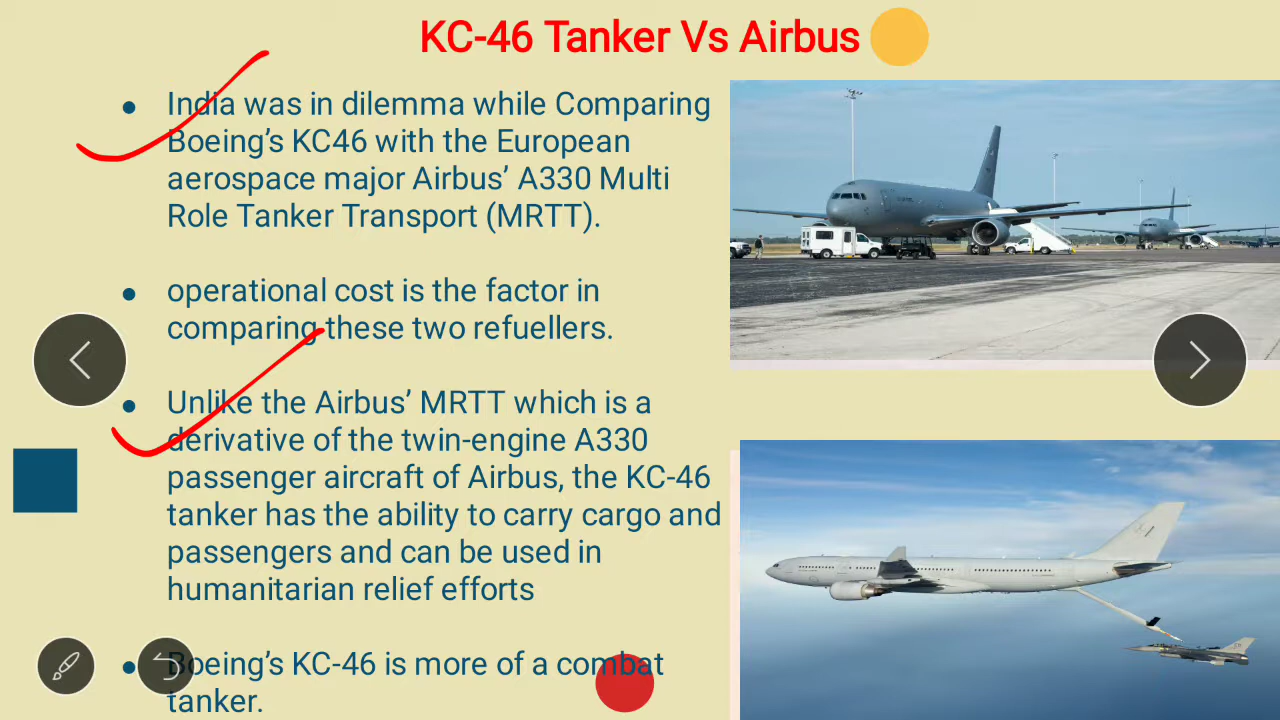 KC-46 Tanker Vs Airbus
India was in dilemma while Comparing
Boeing's KC46 with the European
aerospace major Airbus' A330 Multi
Role Tanker Transport (MRTT).
operational cost is the factor in
comparing these two refuellers.
Unlike the Airbus' MRTT which is a
derivative of the twin-engine A330
passenger aircraft of Airbus, the KC-46
tanker has the ability to carry cargo and
passengers and can be used in
humanitarian relief efforts
Boeing's KC-46 is more of a combat
tanker.